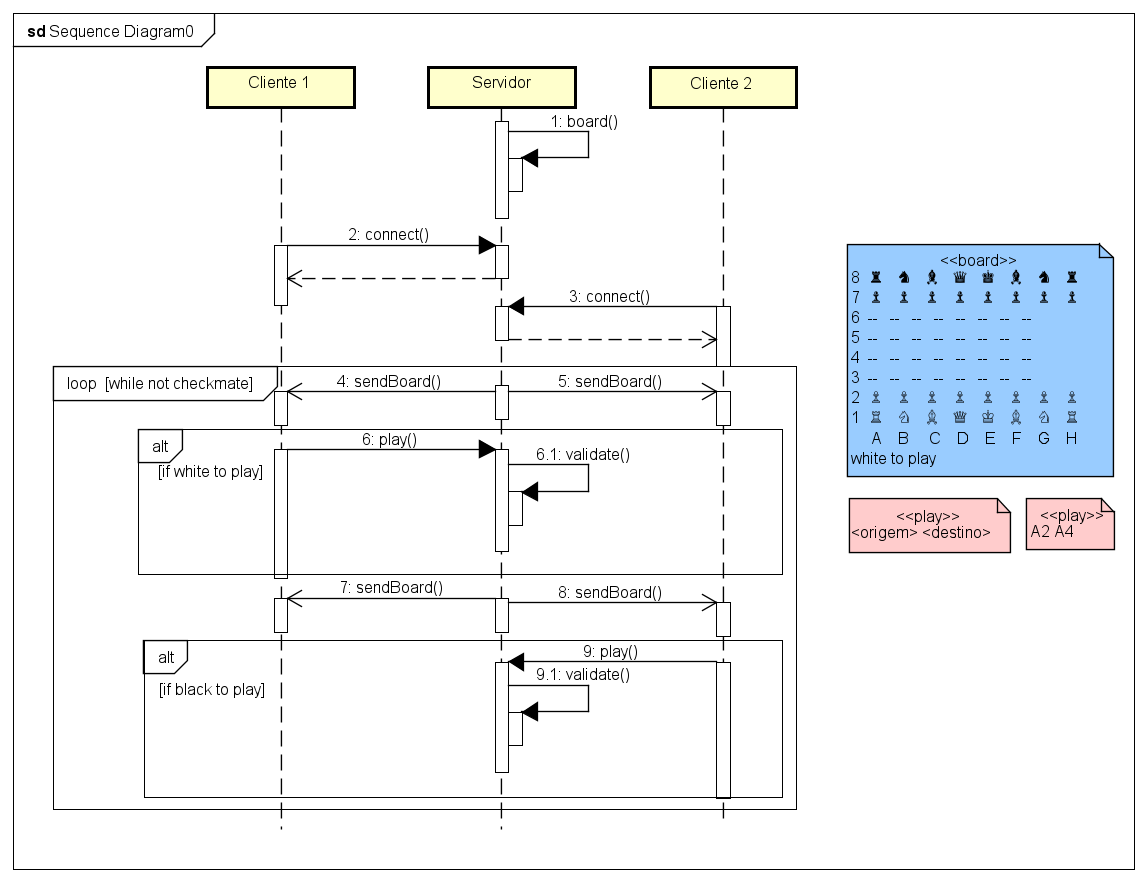 sd Sequence Diagram0
Cliente 1
Servidor
Cliente 2
1: board()
2: connect()
3: connect()
loop [while not checkmate]
4: sendBoard()
5: sendBoard()
alt
[if white to play]
6: play()
6.1: validate()
7: sendBoard()
8: sendBoard()
alt
[if black to play]
9: play()
9.1: validate()
<<board>>
8 ♜ ♞ ♝ ♛ ♚ ♝ ♞ ♜
7 ♝ ♝ ♝ ♝ ♝ ♝ ♝ ♝
6 -- -- -- -- -- -- -- --
5 -- -- -- -- -- -- -- --
4 -- -- -- -- -- -- -- --
3 -- -- -- -- -- -- -- --
2 ♗ ♗ ♗ ♗ ♗ ♗ ♗ ♗
1 ♖ ♘ ♗ ♕ ♔ ♗ ♘ ♖
A B C D E F G H
white to play
<<play>>
<origem> <destino>
<<play>>
A2 A4